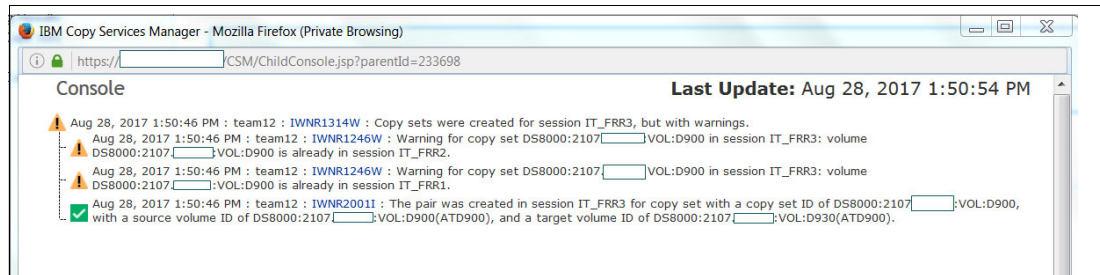 IBM Copy Services Manager - Mozilla Firefox (Private Browsing)
https:// /CSM/ChildConsole.jsp?parentId=233698
Console
Last Update: Aug 28, 2017 1:50:54 PM
Aug 28, 2017 1:50:46 PM : team12 : IWNR1314W : Copy sets were created for session IT_FRR3, but with warnings.
Aug 28, 2017 1:50:46 PM : team12 : IWNR1246W : Warning for copy set DS8000:2107 :VOL:D900 in session IT_FRR3: volume
DS8000:2107. :VOL:D900 is already in session IT_FRR2.
Aug 28, 2017 1:50:46 PM : team12 : IWNR1246W : Warning for copy set DS8000:2107. VOL:D900 in session IT_FRR3: volume
DS8000:2107. :VOL:D900 is already in session IT_FRR1.
Aug 28, 2017 1:50:46 PM : team12 : IWNR2001I : The pair was created in session IT_FRR3 for copy set with a copy set ID of DS8000:2107 :VOL:D900,
with a source volume ID of DS8000:2107. :VOL:D900(ATD900), and a target volume ID of DS8000:2107. :VOL:D930(ATD900).